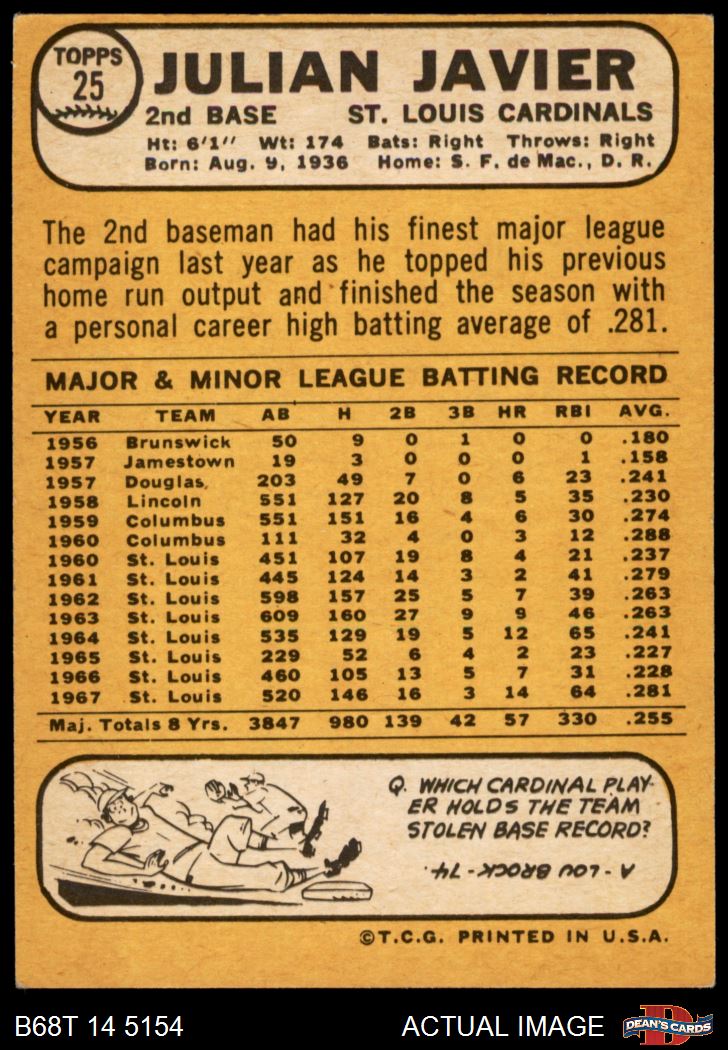 TOPPS
25
JULIAN JAVIER
2nd BASE ST. LOUIS CARDINALS
Ht: 6'1" Wt: 174 Bats: Right Throws: Right
Born: Aug. 9, 1936 Home: S. F. de Mac., D. R.
The 2nd baseman had his finest major league
campaign last year as he topped his previous
home run output and finished the season with
a personal career high batting average of .281.
MAJOR & MINOR LEAGUE BATTING RECORD
YEAR TEAM AB H 2B 3B HR RBI AVG.
1956 Brunswick 50 9 0 1 0 0 .180
1957 Jamestown 19 3 0 0 0 1 .158
1957 Douglas 203 49 7 0 6 23 .241
1958 Lincoln 551 127 20 8 5 35 .230
1959 Columbus 551 151 16 4 6 30 .274
1960 Columbus 111 32 4 0 3 12 .288
1960 St. Louis 451 107 19 8 4 21 .237
1961 St. Louis 445 124 14 3 2 41 .279
1962 St. Louis 598 157 25 5 7 39 .263
1963 St. Louis 609 160 27 9 9 46 .263
1964 St. Louis 535 129 19 5 12 65 .241
1965 St. Louis 229 52 6 4 2 23 .227
1966 St. Louis 460 105 13 5 7 31 .228
1967 St. Louis 520 146 16 3 14 64 .281
Maj. Totals 8 Yrs. 3847 980 139 42 57 330 .255
Q. WHICH CARDINAL PLAY-
ER HOLDS THE TEAM
STOLEN BASE RECORD?
A - LOU BROCK - 74.
©T.C.G. PRINTED IN U.S.A.
B68T 14 5154 ACTUAL IMAGE
D
DEAN'S CARDS